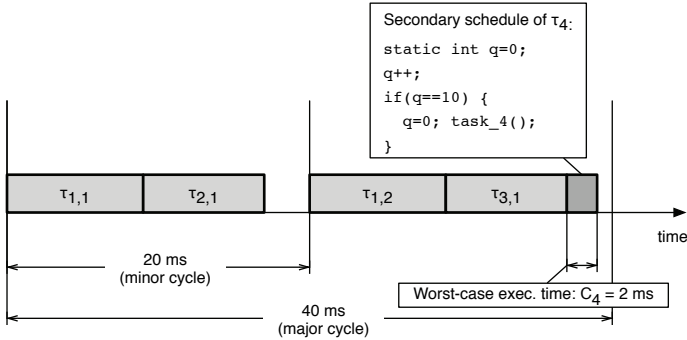 Secondary schedule of τ4:
static int q=0;
q++;
if(q==10) {
q=0; task_4();
}
τ1,1
τ2,1
τ1,2
τ3,1
time
20 ms
(minor cycle)
Worst-case exec. time: C4 = 2 ms
40 ms
(major cycle)